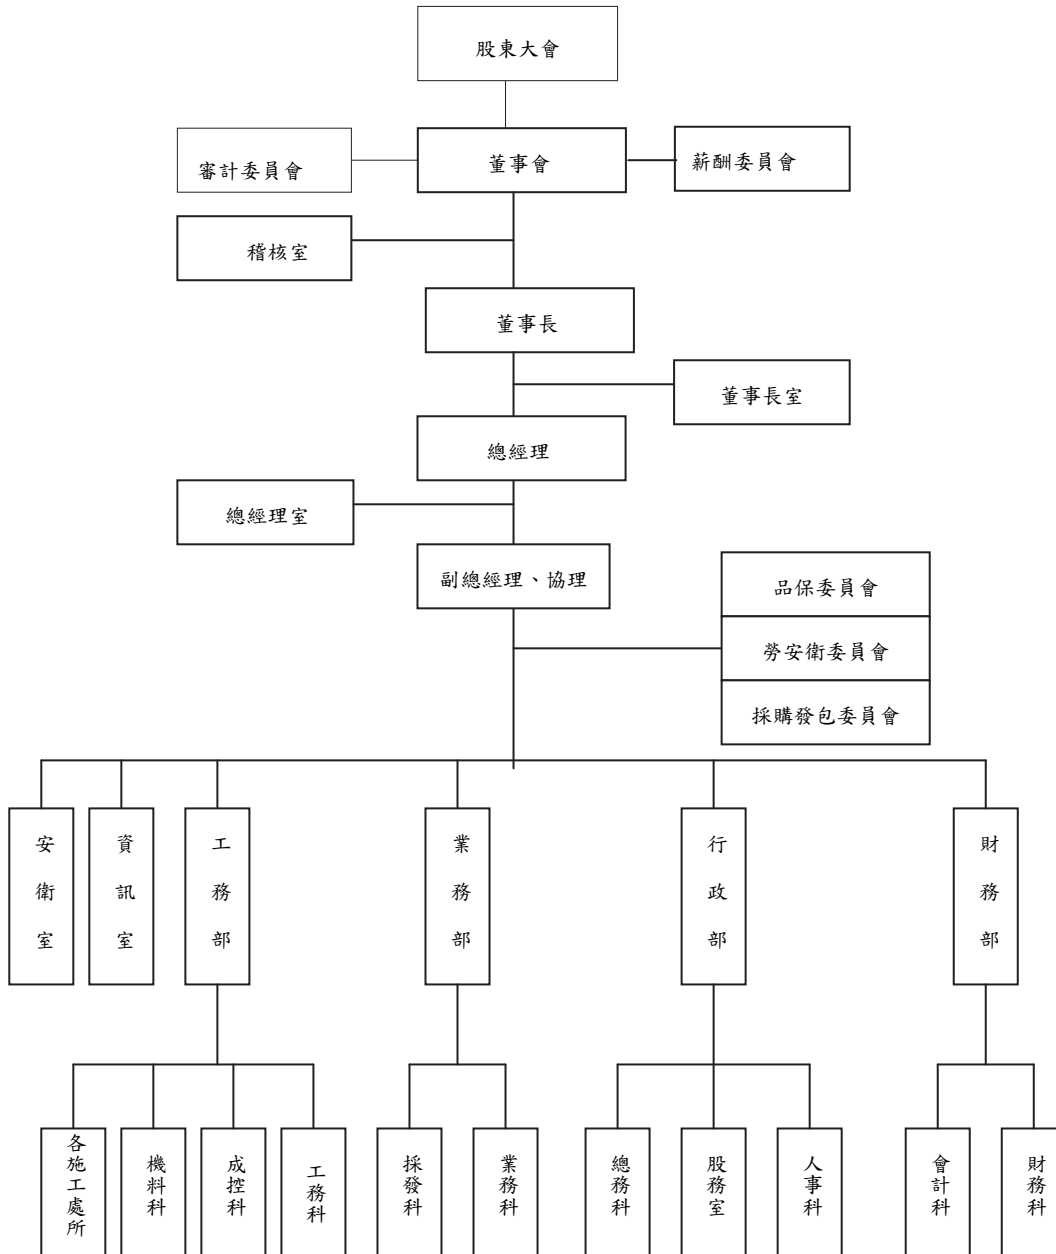 股東大會
審計委員會
董事會
薪酬委員會
稽核室
董事長
董事長室
總經理
總經理室
副總經理、協理
品保委員會
勞安衛委員會
採購發包委員會
安衛室
資訊室
工務部
業務部
行政部
財務部
各施工處所
機料科
成控科
工務科
採發科
業務科
總務科
股務室
人事科
會計科
財務科